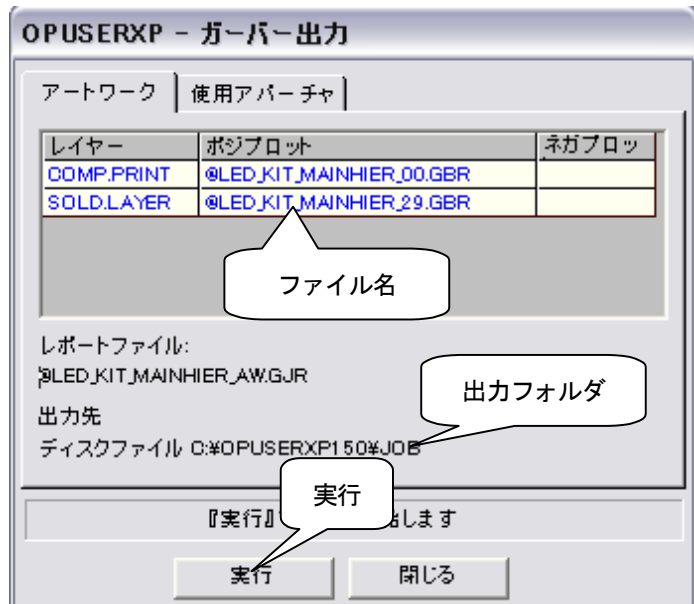 OPUSERXP - ガーバー出力
アートワーク 使用アパーチャ
レイヤー ポジプロット ネガプロッ
COMP.PRINT @LED_KIT_MAINHIER_00.GBR
SOLD.LAYER @LED_KIT_MAINHIER_29.GBR
ファイル名
レポートファイル:
@LED_KIT_MAINHIER_AW.GJR
出力フォルダ
出力先
ディスクファイル C:¥OPUSERXP150¥JOB
実行
『実行』 します
実行 閉じる